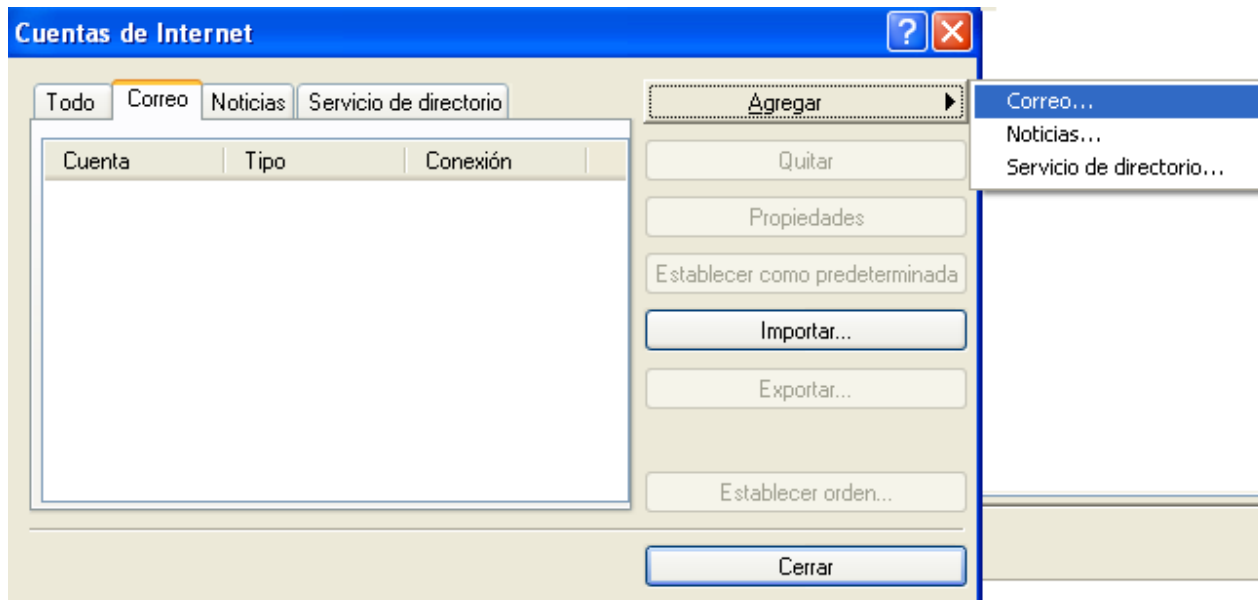 Cuentas de Internet
Todo Correo Noticias Servicio de directorio
Cuenta Tipo Conexión
Agregar
Quitar
Propiedades
Establecer como predeterminada
Importar...
Exportar...
Establecer orden...
Cerrar
Correo...
Noticias...
Servicio de directorio...